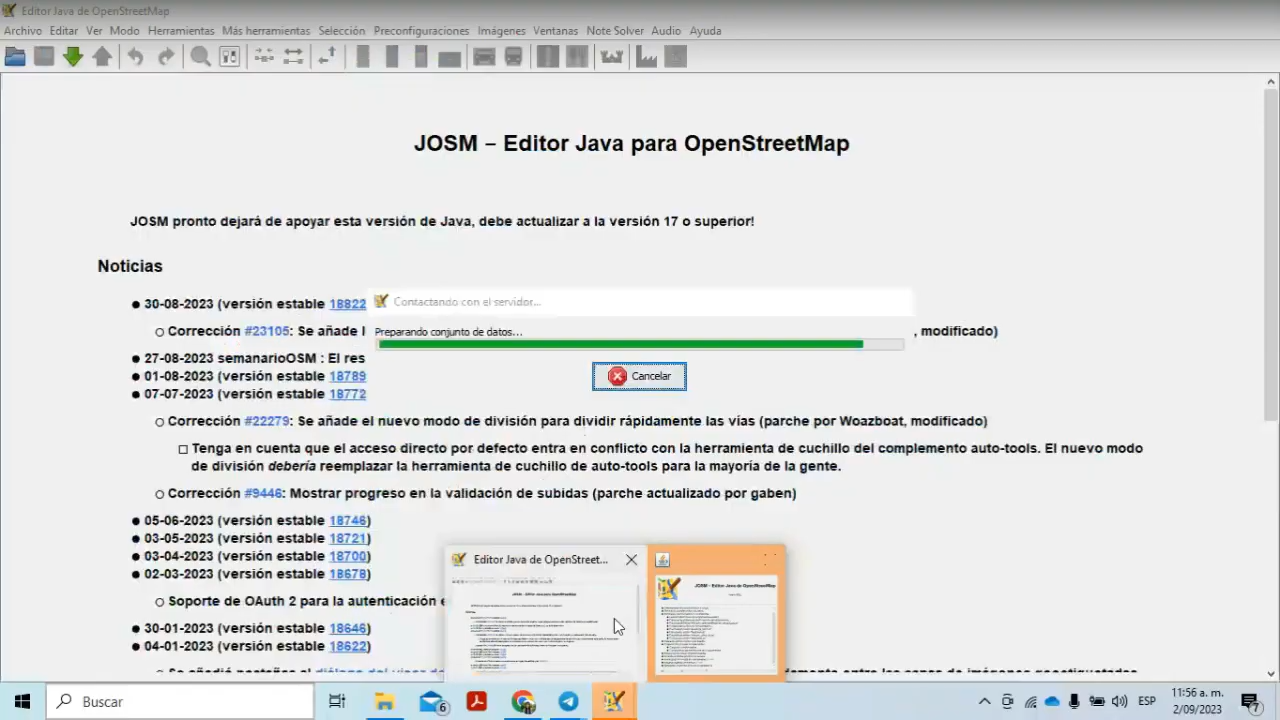 Editor Java de OpenStreetMap
Archivo Editar Ver Modo Herramientas Más herramientas Selección Preconfiguraciones Imágenes Ventanas Note Solver Audio Ayuda
JOSM – Editor Java para OpenStreetMap
JOSM pronto dejará de apoyar esta versión de Java, debe actualizar a la versión 17 o superior!
Noticias
30-08-2023 (versión estable 18822
Contactando con el servidor...
Corrección #23105: Se añade l
, modificado)
Preparando conjunto de datos...
27-08-2023 semanarioOSM : El res
01-08-2023 (versión estable 18789
Cancelar
07-07-2023 (versión estable 18772
Corrección #22279: Se añade el nuevo modo de división para dividir rápidamente las vías (parche por Woazboat, modificado)
Tenga en cuenta que el acceso directo por defecto entra en conflicto con la herramienta de cuchillo del complemento auto-tools. El nuevo modo
de división debería reemplazar la herramienta de cuchillo de auto-tools para la mayoría de la gente.
Corrección #9446: Mostrar progreso en la validación de subidas (parche actualizado por gaben)
05-06-2023 (versión estable 18746)
03-05-2023 (versión estable 18721)
03-04-2023 (versión estable 18700)
02-03-2023 (versión estable 18678)
Soporte de OAuth 2 para la autenticación e
30-01-2023 (versión estable 18646)
04-01-2023 (versión estable 18622)
Editor Java de OpenStreet...
JOSM - Editor Java de OpenStreetMap
Buscar
6
ESP
11:56 a. m.
2/09/2023
7